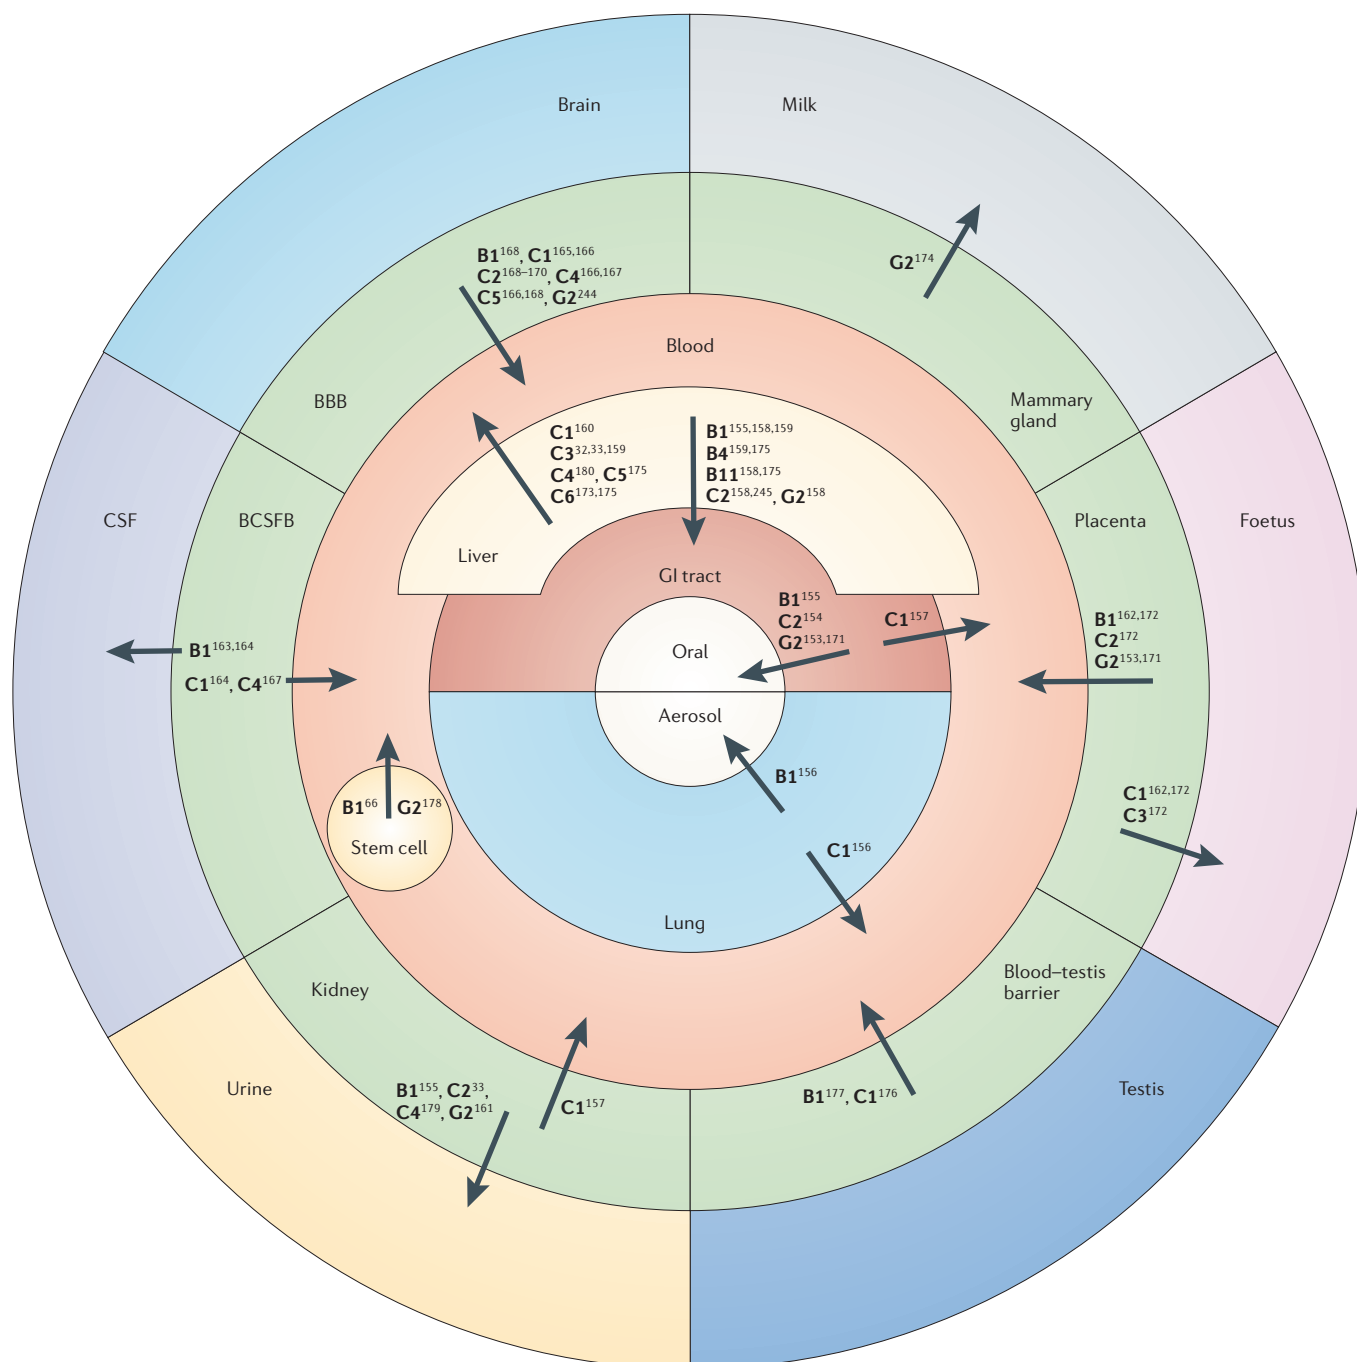 Brain
Milk
B1168, C1165,166
C2168–170, C4166,167
C5166,168, G2244
G2174
Blood
BBB
Mammary
gland
C1160
C332,33,159
C4180, C5175
C6173,175
B1155,158,159
B4159,175
B11158,175
C2158,245, G2158
CSF
BCSFB
Liver
Placenta
Foetus
GI tract
B1155
C2154
G2153,171
C1157
B1162,172
C2172
G2153,171
Oral
B1163,164
C1164, C4167
Aerosol
B1156
B166
G2178
Stem cell
C1162,172
C3172
C1156
Lung
Kidney
Blood–testis
barrier
Urine
B1155, C233,
C4179, G2161
C1157
B1177, C1176
Testis